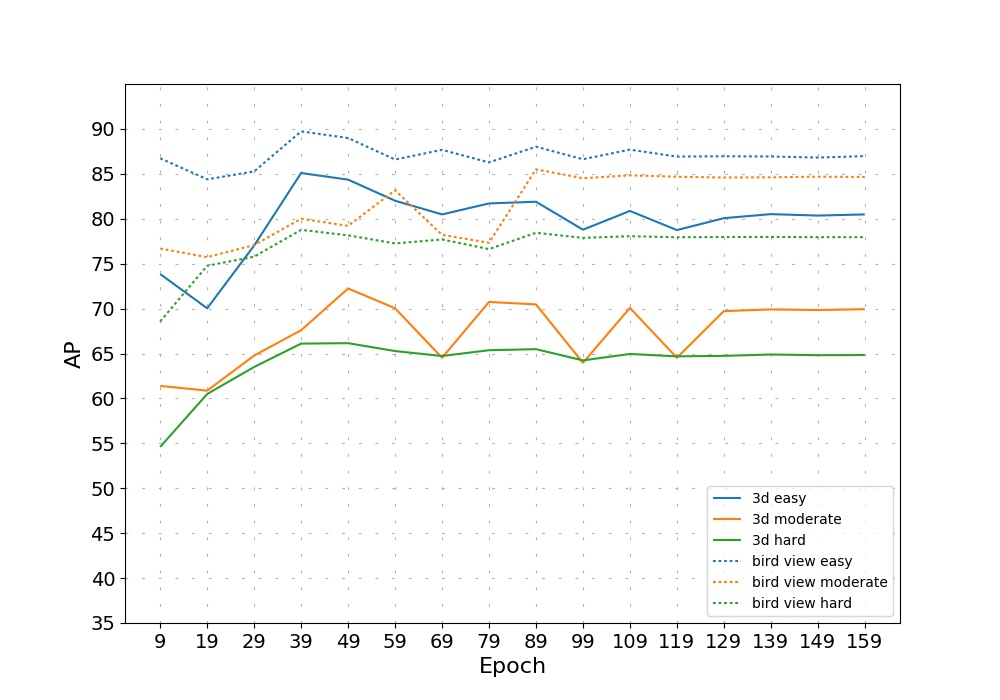 90
85
80
75
70
65
60
55
50
45
40
35
AP
9 19 29 39 49 59 69 79 89 99 109 119 129 139 149 159
Epoch
3d easy
3d moderate
3d hard
bird view easy
bird view moderate
bird view hard